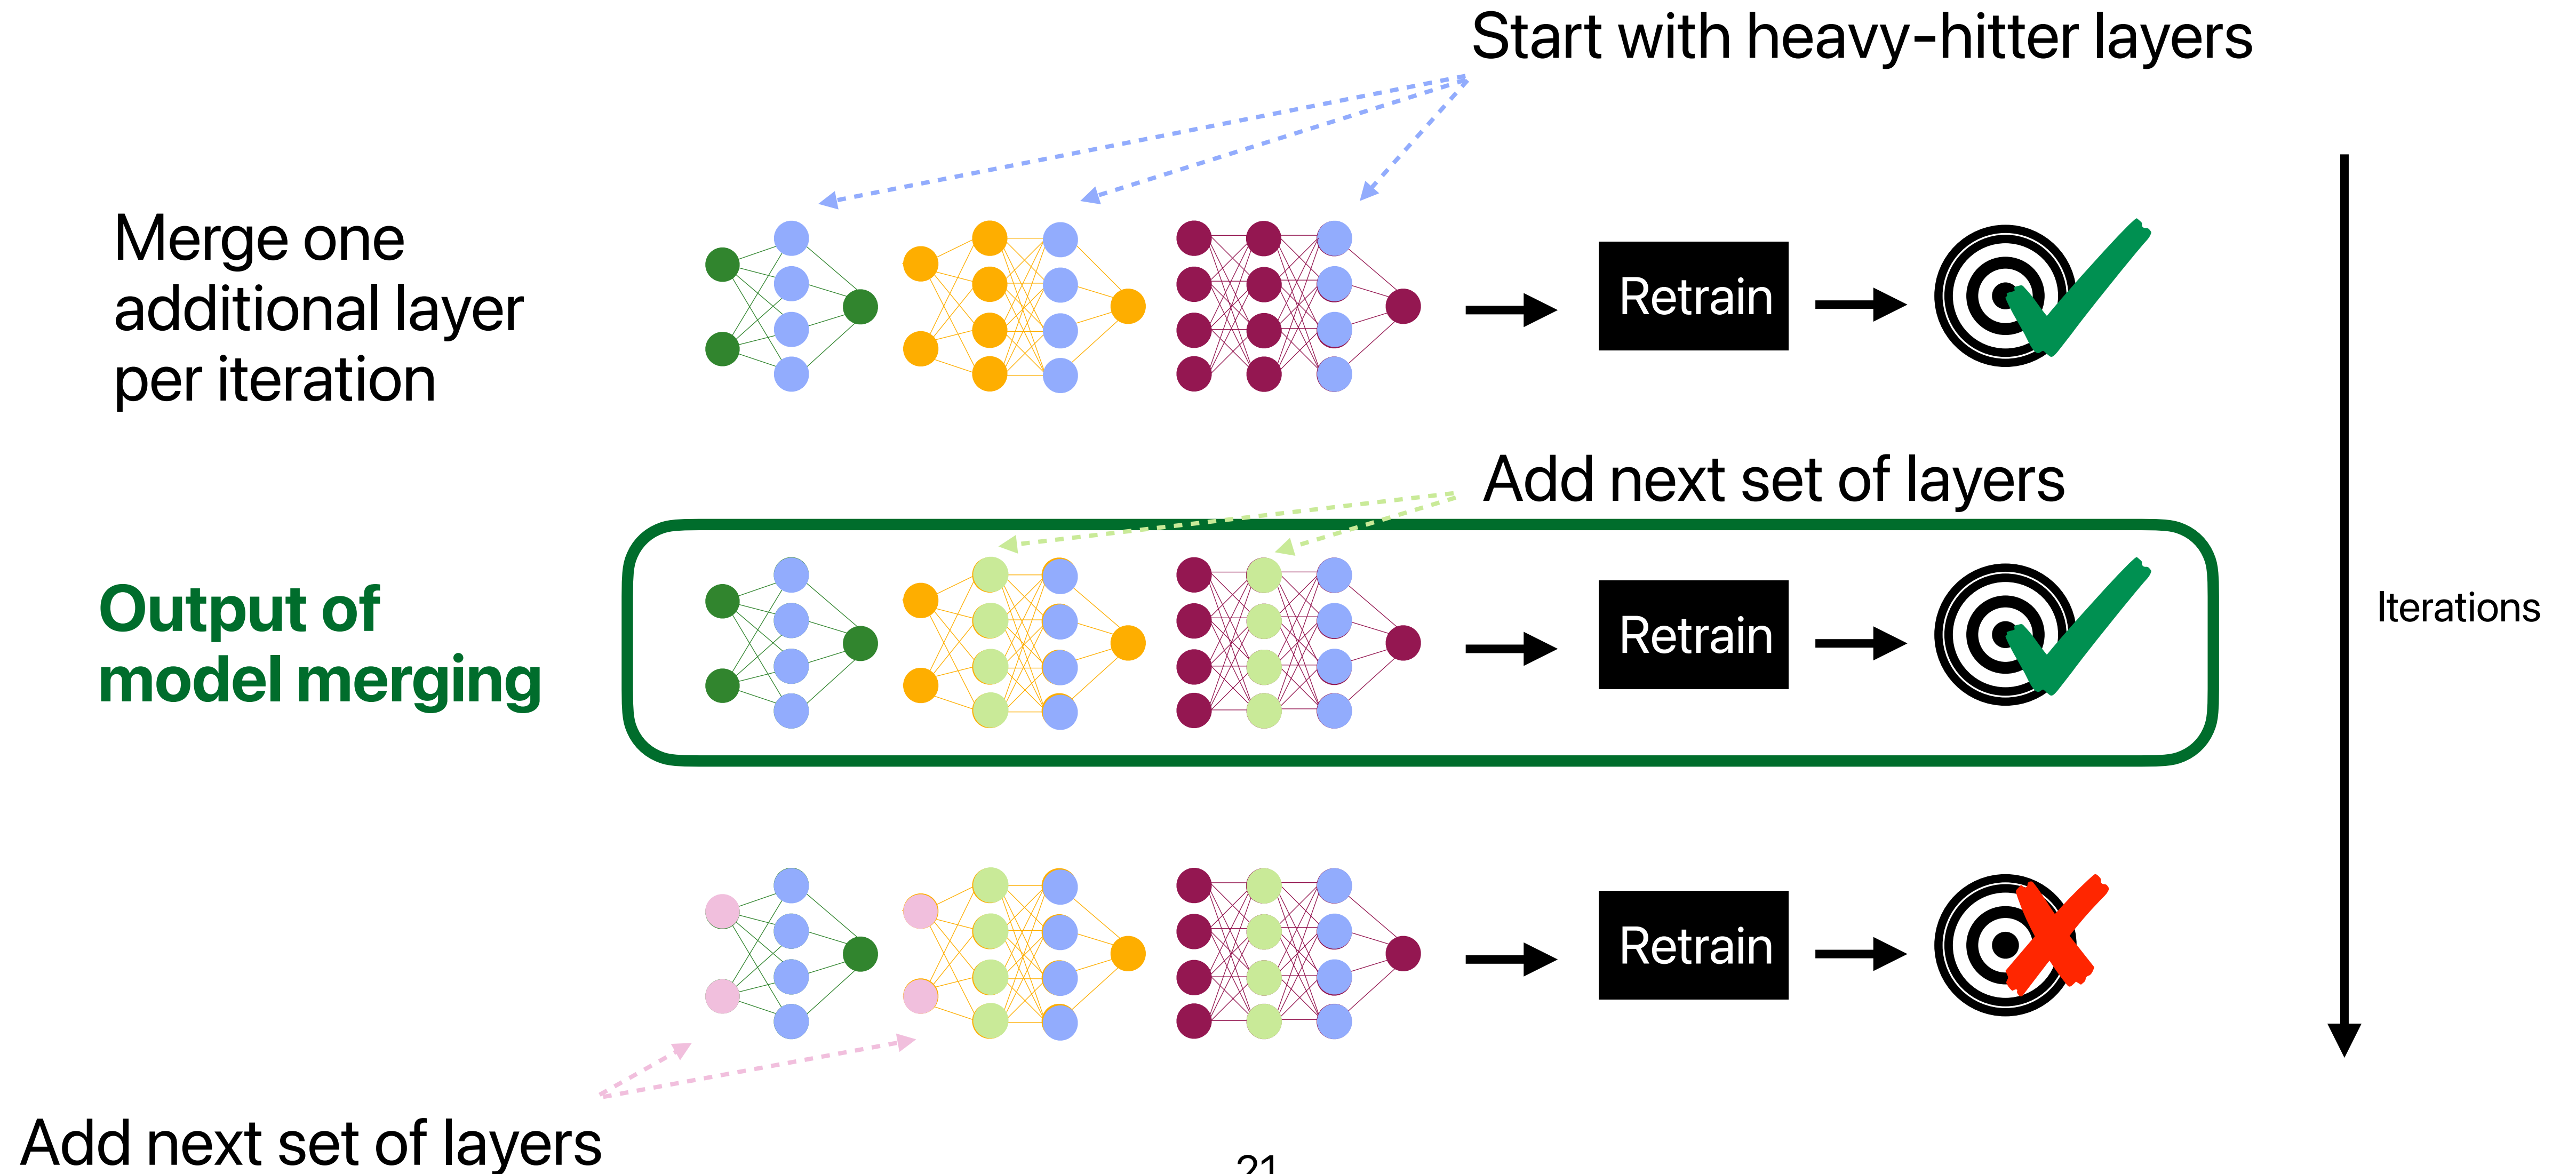 Start with heavy-hitter layers
Merge one
additional layer
per iteration
Retrain
Add next set of layers
Output of
model merging
Retrain
Iterations
Retrain
Add next set of layers
21